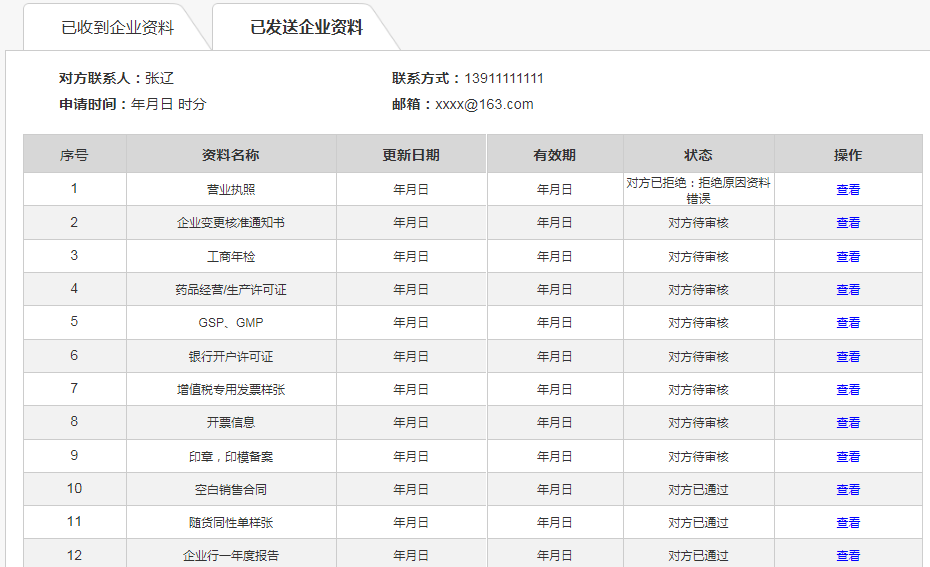 已收到企业资料 已发送企业资料
对方联系人：张辽 联系方式：13911111111
申请时间：年月日 时分 邮箱：xxxx@163.com
序号 资料名称 更新日期 有效期 状态 操作
1 营业执照 年月日 年月日 对方已拒绝：拒绝原因资料错误 查看
2 企业变更核准通知书 年月日 年月日 对方待审核 查看
3 工商年检 年月日 年月日 对方待审核 查看
4 药品经营/生产许可证 年月日 年月日 对方待审核 查看
5 GSP、GMP 年月日 年月日 对方待审核 查看
6 银行开户许可证 年月日 年月日 对方待审核 查看
7 增值税专用发票样张 年月日 年月日 对方待审核 查看
8 开票信息 年月日 年月日 对方待审核 查看
9 印章，印模备案 年月日 年月日 对方待审核 查看
10 空白销售合同 年月日 年月日 对方已通过 查看
11 随货同性单样张 年月日 年月日 对方已通过 查看
12 企业行一年度报告 年月日 年月日 对方已通过 查看